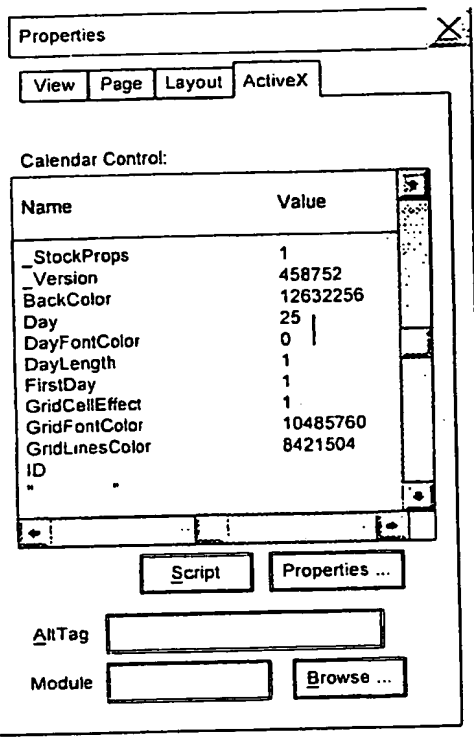 Properties
View Page Layout ActiveX
Calendar Control:
Name Value
_StockProps 1
_Version 458752
BackColor 12632256
Day 25
DayFontColor 0
DayLength 1
FirstDay 1
GridCellEffect 1
GridFontColor 10485760
GridLinesColor 8421504
ID
" "
Script Properties ...
AltTag
Module Browse ...